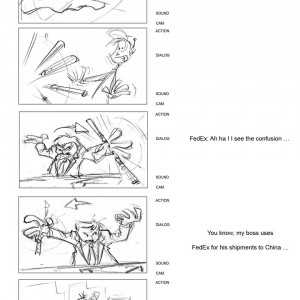 SOUND
CAM
ACTION
DIALOG
SOUND
CAM
ACTION
DIALOG
FedEx: Ah ha ! I see the confusion ...
SOUND
CAM
ACTION
DIALOG
You know, my boss uses
FedEx for his shipments to China ...
SOUND
CAM
ACTION